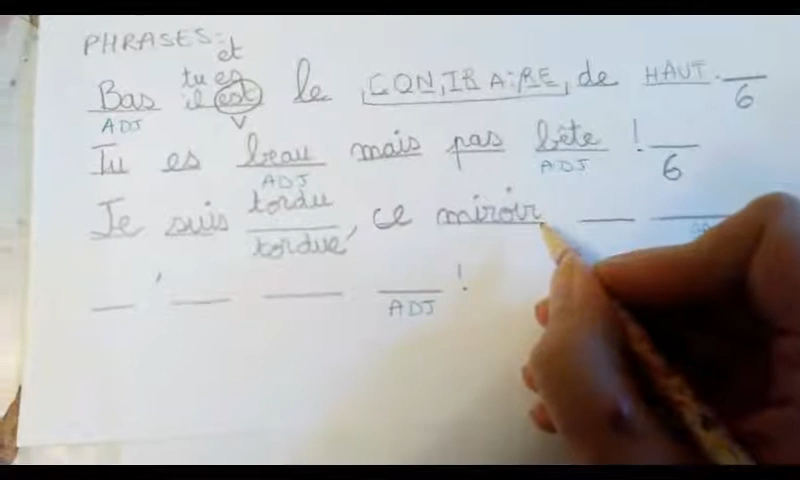 PHRASES:
et
tu es
Bas il est le CONTRAIRE de HAUT.
ADJ V 6
Tu es beau mais pas bête !
ADJ ADJ 6
tordu
Je suis tordue, ce miroir
' !
ADJ